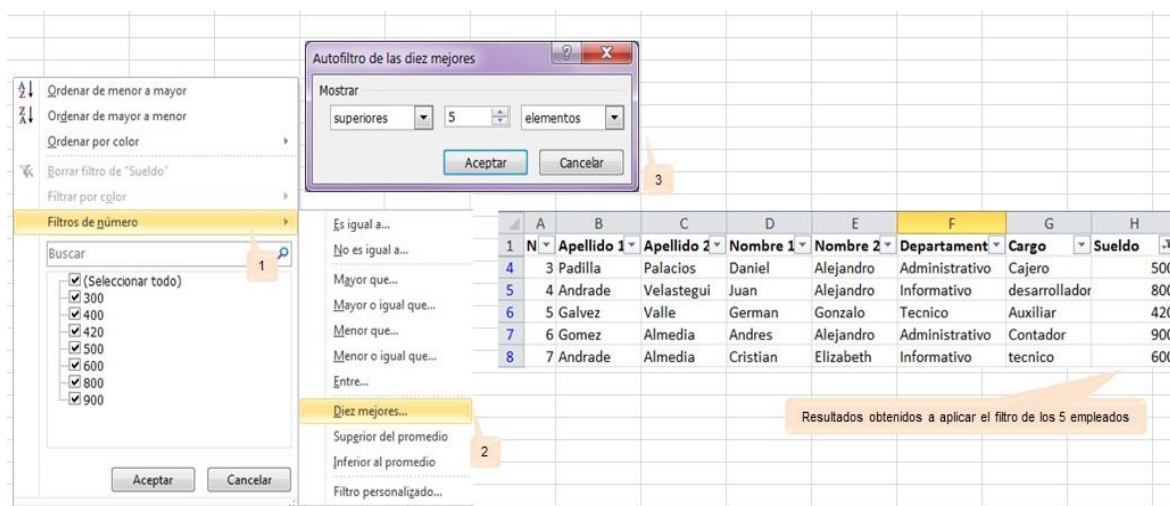 Ordenar de menor a mayor
Ordenar de mayor a menor
Ordenar por color
Borrar filtro de "Sueldo"
Filtrar por color
Filtros de número
Buscar
1
(Seleccionar todo)
300
400
420
500
600
800
900
Aceptar Cancelar
Autofiltro de las diez mejores
Mostrar
superiores 5 elementos
Aceptar Cancelar
3
Es igual a...
No es igual a...
Mayor que...
Mayor o igual que...
Menor que...
Menor o igual que...
Entre...
Diez mejores...
Superior del promedio
Inferior al promedio
Filtro personalizado...
2
A B C D E F G H
1 N Apellido 1 Apellido 2 Nombre 1 Nombre 2 Departament Cargo Sueldo
4 3 Padilla Palacios Daniel Alejandro Administrativo Cajero 500
5 4 Andrade Velastegui Juan Alejandro Informativo desarrollador 800
6 5 Galvez Valle German Gonzalo Tecnico Auxiliar 420
7 6 Gomez Almedia Andres Alejandro Administrativo Contador 900
8 7 Andrade Almedia Cristian Elizabeth Informativo tecnico 600
Resultados obtenidos a aplicar el filtro de los 5 empleados